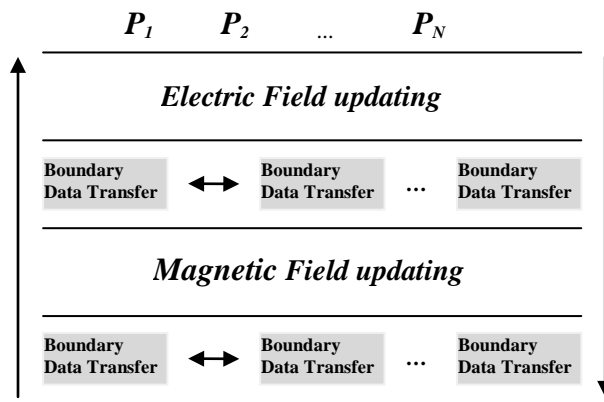 P1 P2 ... PN
Electric Field updating
Boundary Boundary Boundary
Data Transfer Data Transfer ... Data Transfer
Magnetic Field updating
Boundary Boundary Boundary
Data Transfer Data Transfer ... Data Transfer